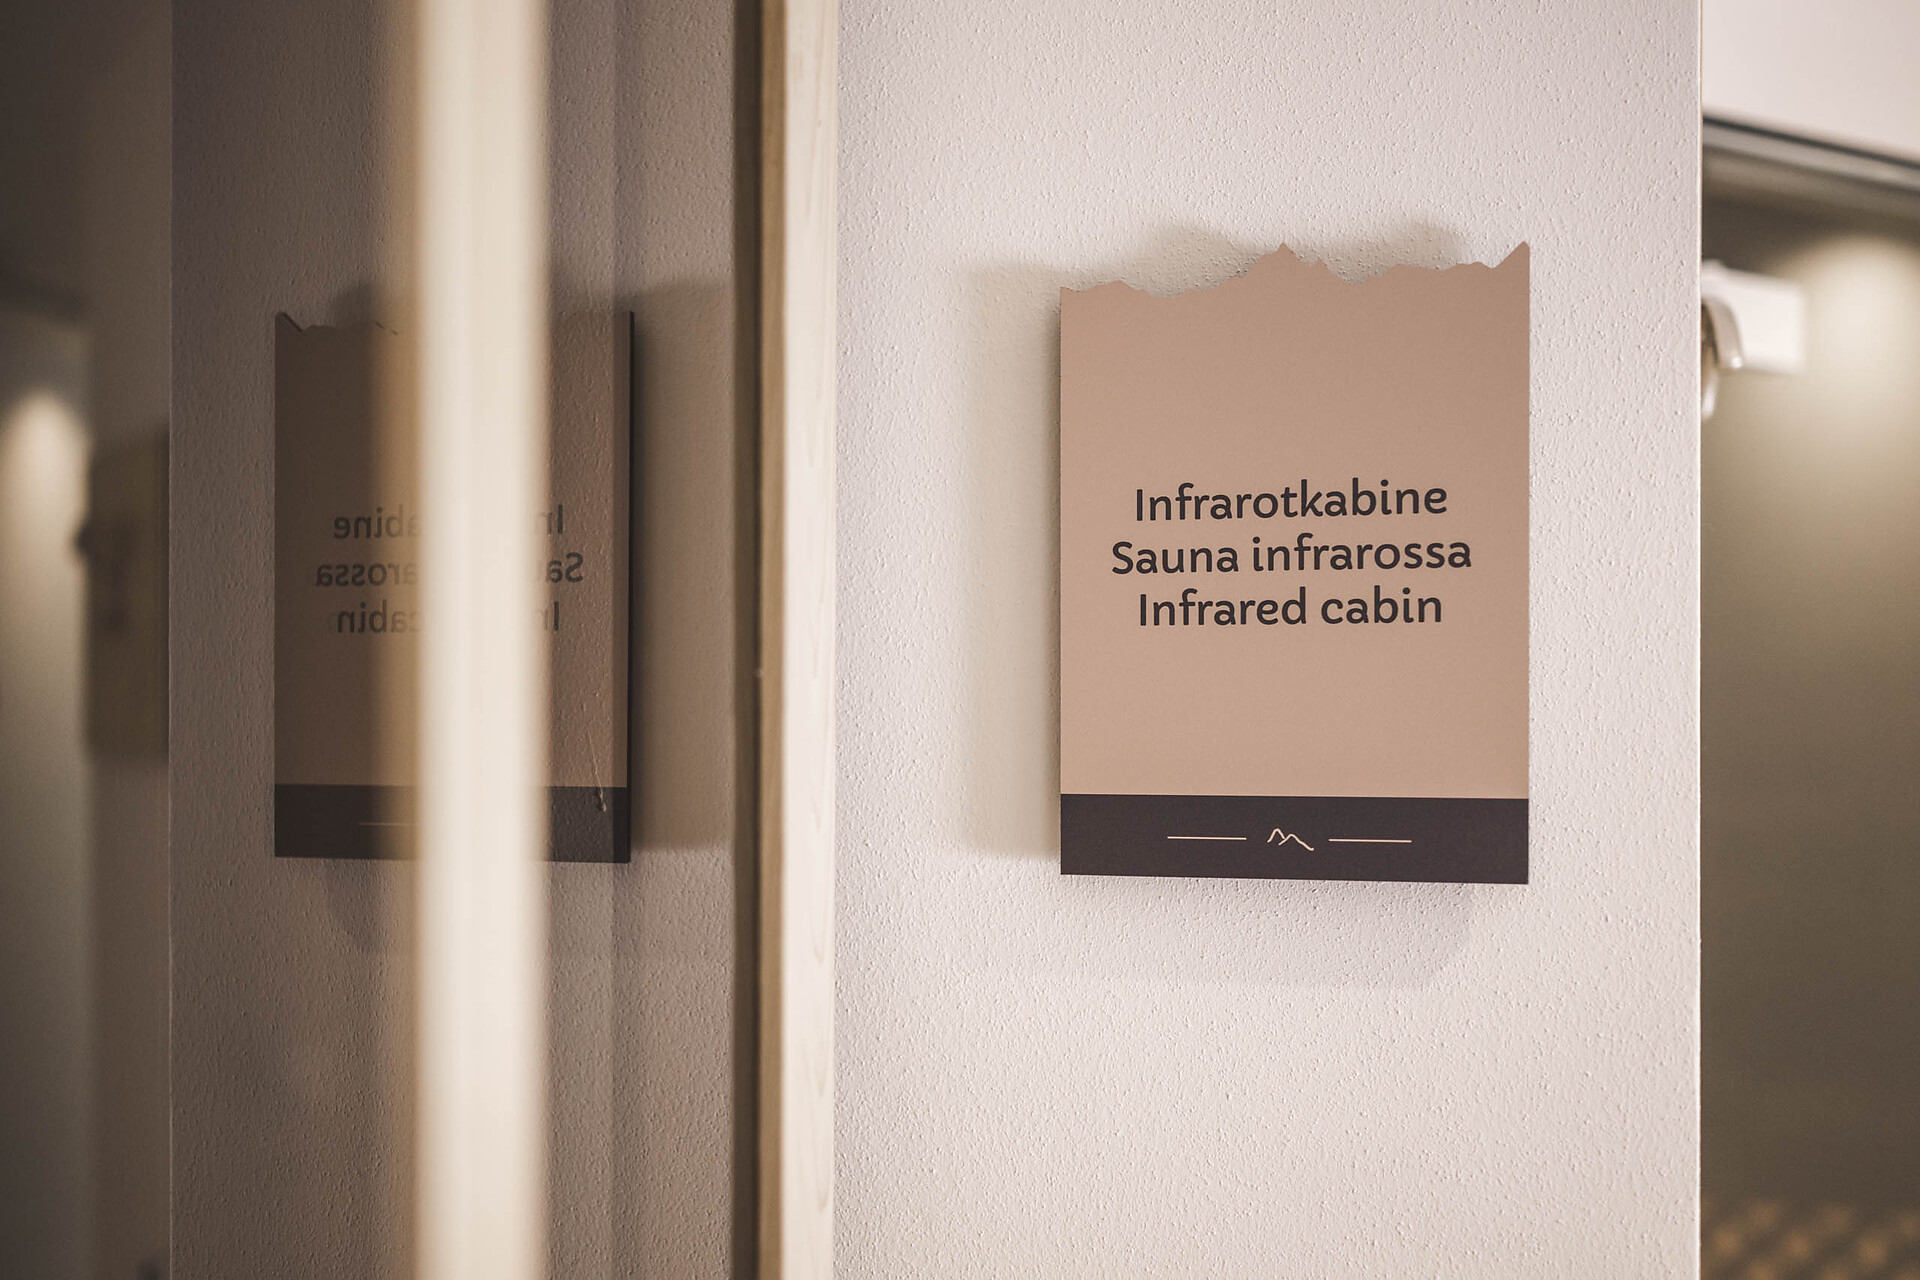 Infrarotkabine
Sauna infrarossa
Infrared cabin